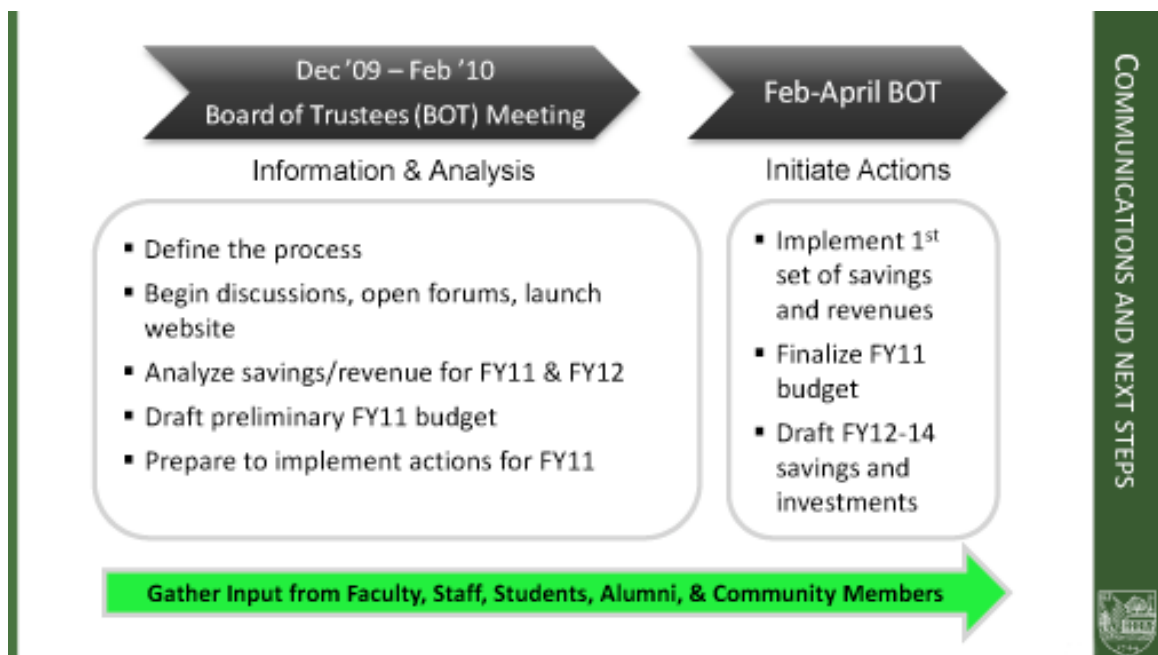 Dec ’09 – Feb ’10
Board of Trustees (BOT) Meeting
Information & Analysis
▪ Define the process
▪ Begin discussions, open forums, launch
website
▪ Analyze savings/revenue for FY11 & FY12
▪ Draft preliminary FY11 budget
▪ Prepare to implement actions for FY11
Feb-April BOT
Initiate Actions
▪ Implement 1st
set of savings
and revenues
▪ Finalize FY11
budget
▪ Draft FY12-14
savings and
investments
Gather Input from Faculty, Staff, Students, Alumni, & Community Members
COMMUNICATIONS AND NEXT STEPS